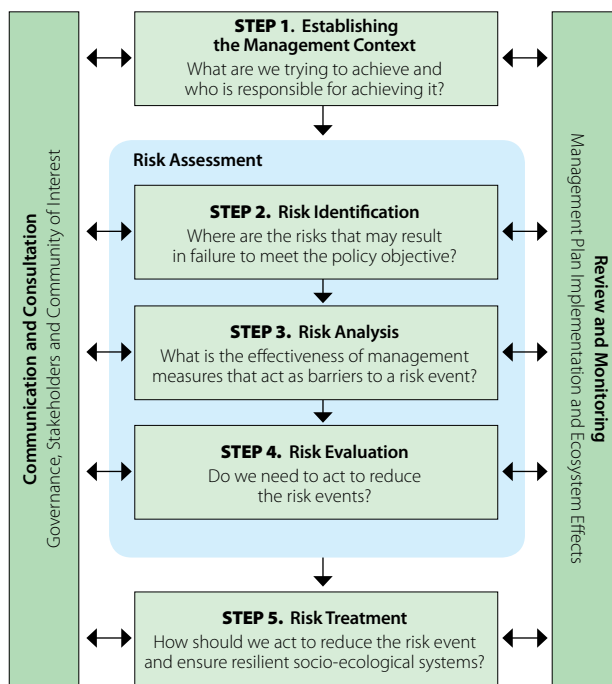 STEP 1. Establishing
the Management Context
What are we trying to achieve and
who is responsible for achieving it?
Risk Assessment
STEP 2. Risk Identification
Where are the risks that may result
in failure to meet the policy objective?
STEP 3. Risk Analysis
What is the effectiveness of management
measures that act as barriers to a risk event?
STEP 4. Risk Evaluation
Do we need to act to reduce
the risk events?
STEP 5. Risk Treatment
How should we act to reduce the risk event
and ensure resilient socio-ecological systems?
Communication and Consultation
Governance, Stakeholders and Community of Interest
Review and Monitoring
Management Plan Implementation and Ecosystem Effects